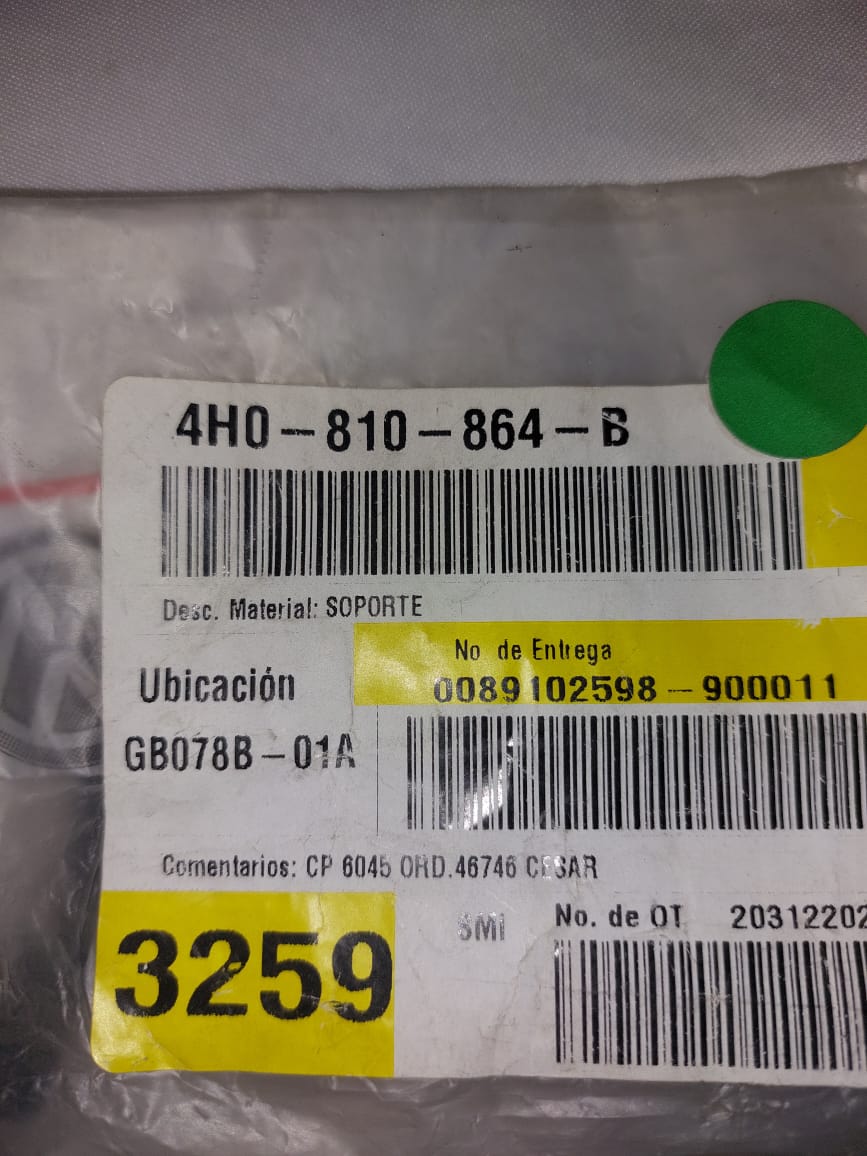 4H0-810-864-B
Desc. Material: SOPORTE
No de Entrega
Ubicación
0089102598-900011
GB078B-01A
Comentarios: CP 6045 ORD.46746 CESAR
SMI
No. de OT 20312202
3259